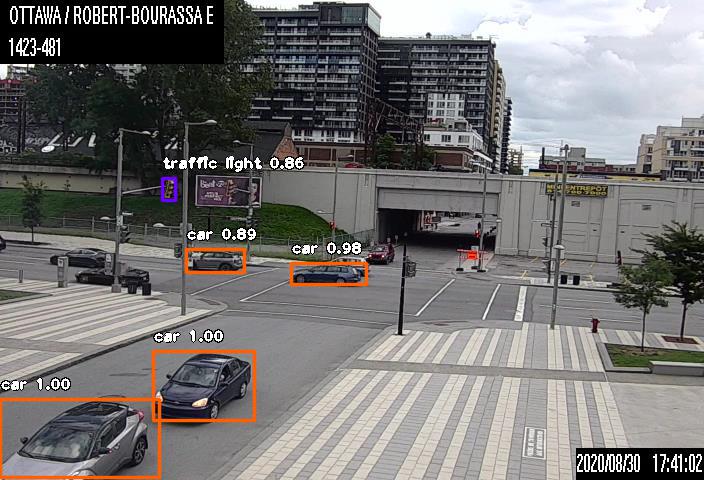 OTTAWA / ROBERT-BOURASSA E
1423-481
traffic light 0.86
car 0.89
car 0.98
car 1.00
car 1.00
2020/08/30 17:41:02